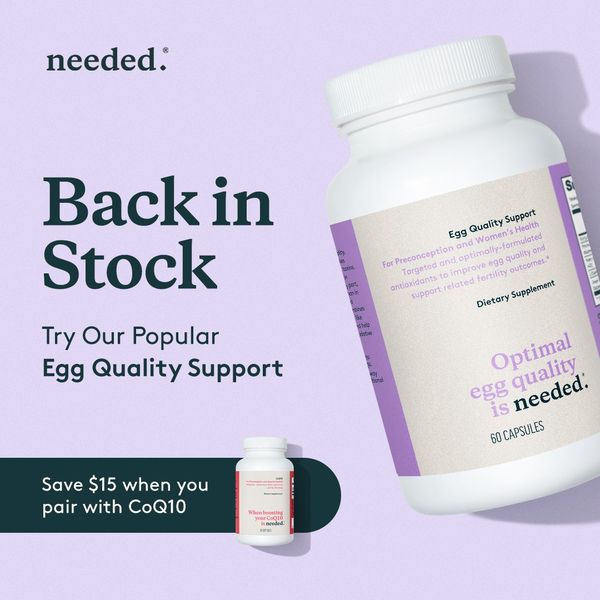 needed.®
Back in
Stock
Try Our Popular
Egg Quality Support
Save $15 when you
pair with CoQ10
Egg Quality Support
For Preconception and Women's Health
Targeted and optimally-formulated
antioxidants to improve egg quality and
support related fertility outcomes.*
Dietary Supplement
Optimal
egg quality
is needed.®
60 CAPSULES
When boosting
your CoQ10
is needed.